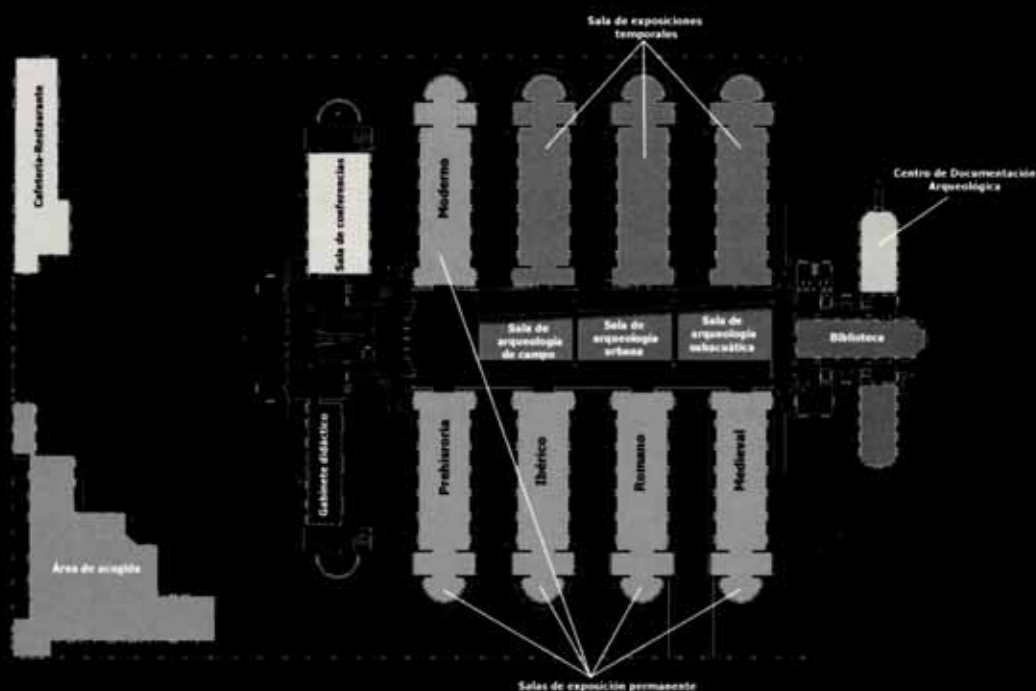 Sala de exposiciones
temporales
Cafetería-Restaurante
Sala de conferencias
Moderno
Centro de Documentación
Arqueológica
Sala de
arqueología
de campo
Sala de
arqueología
urbana
Sala de
arqueología
subacuática
Biblioteca
Gabinete didáctico
Prehisroria
Ibérico
Romano
Medieval
Área de acogida
Salas de exposición permanente